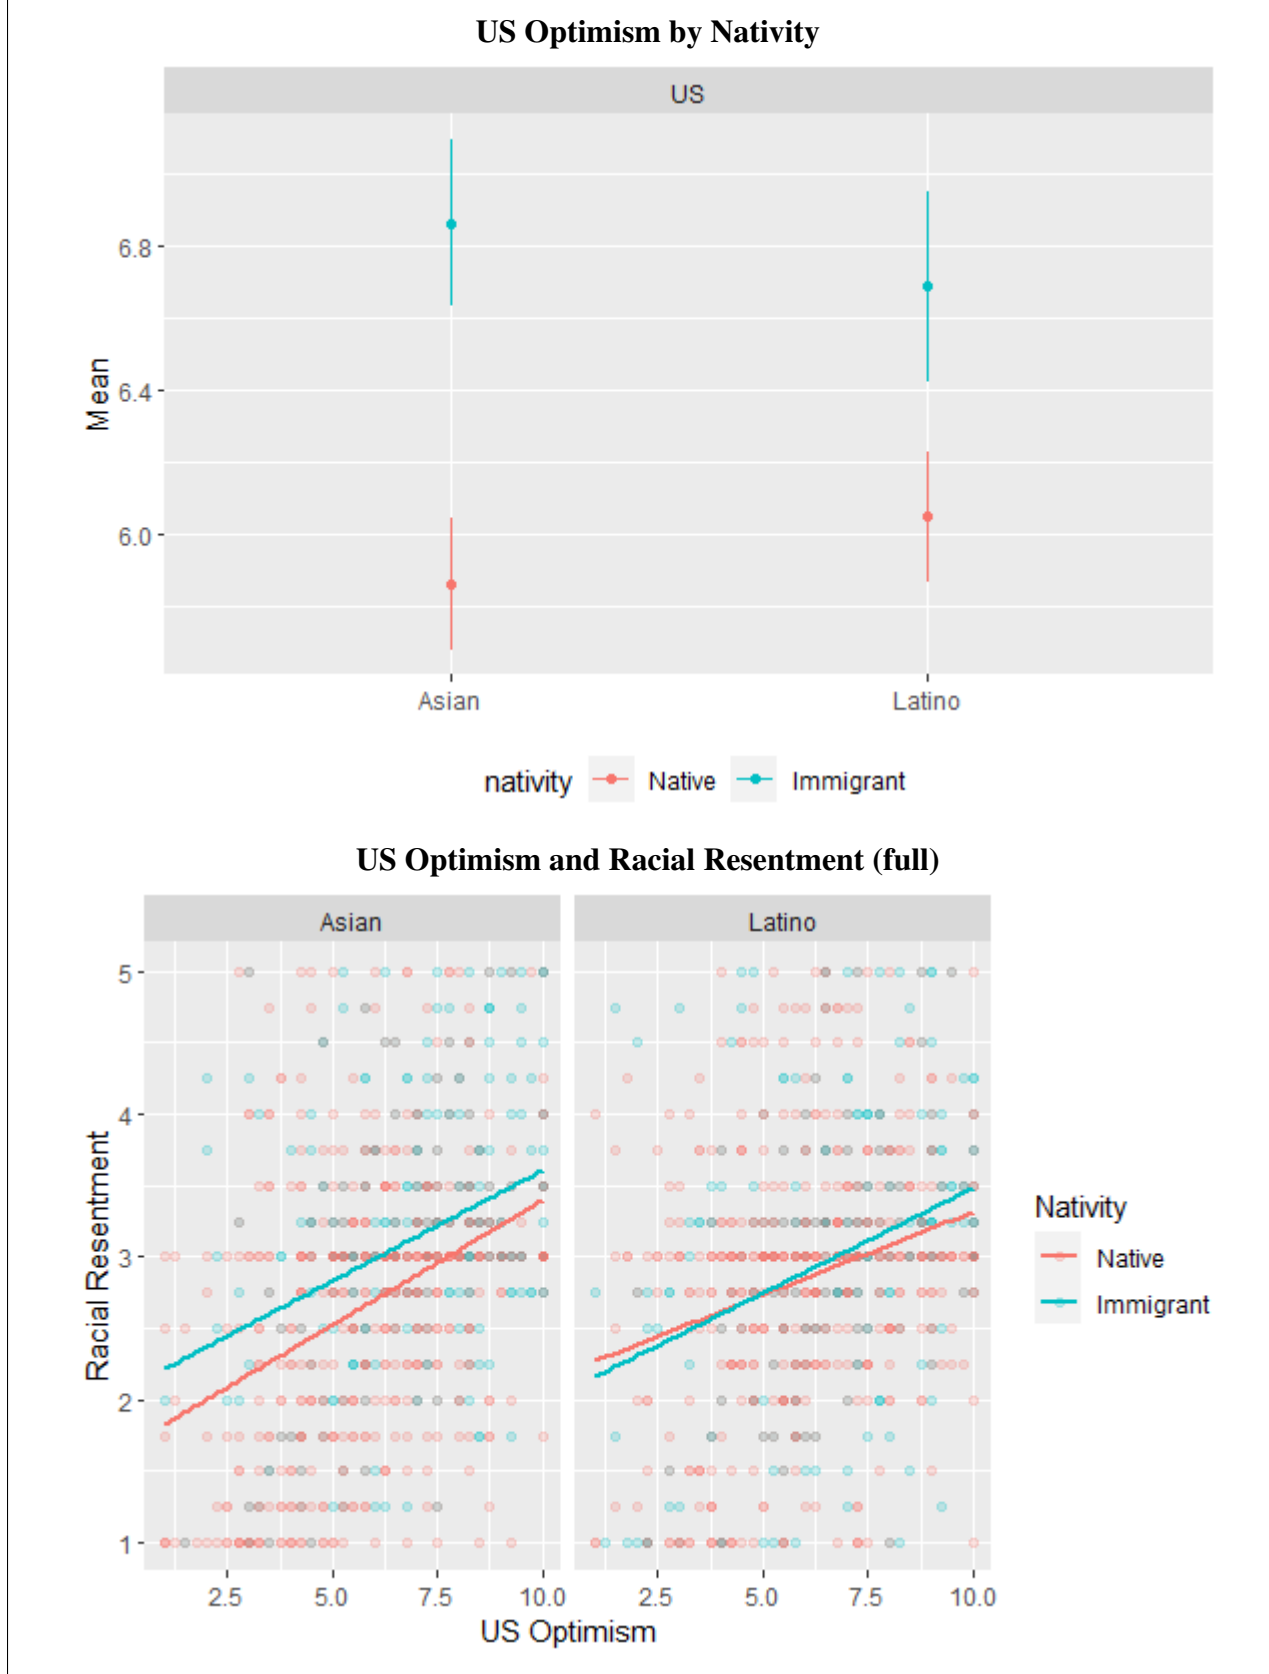 US Optimism by Nativity
US
Mean
6.8
6.4
6.0
Asian Latino
nativity Native Immigrant
US Optimism and Racial Resentment (full)
Asian Latino
Racial Resentment
5
4
3
2
1
2.5 5.0 7.5 10.0 2.5 5.0 7.5 10.0
US Optimism
Nativity
Native
Immigrant